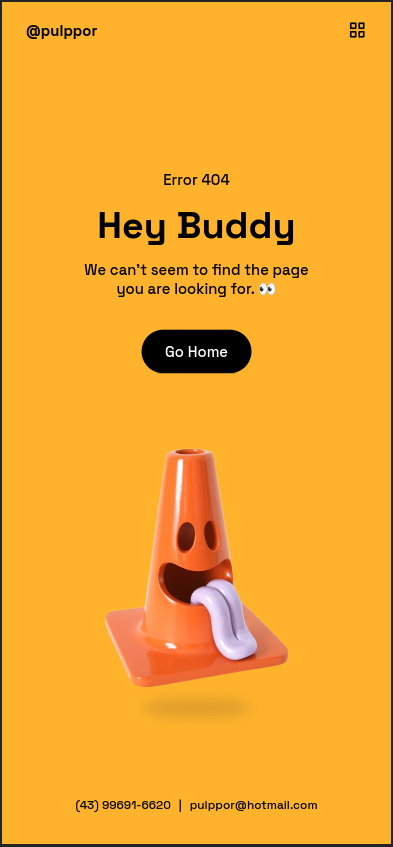 @pulppor
Error 404
Hey Buddy
We can't seem to find the page
you are looking for. 👀
Go Home
(43) 99691-6620 | pulppor@hotmail.com